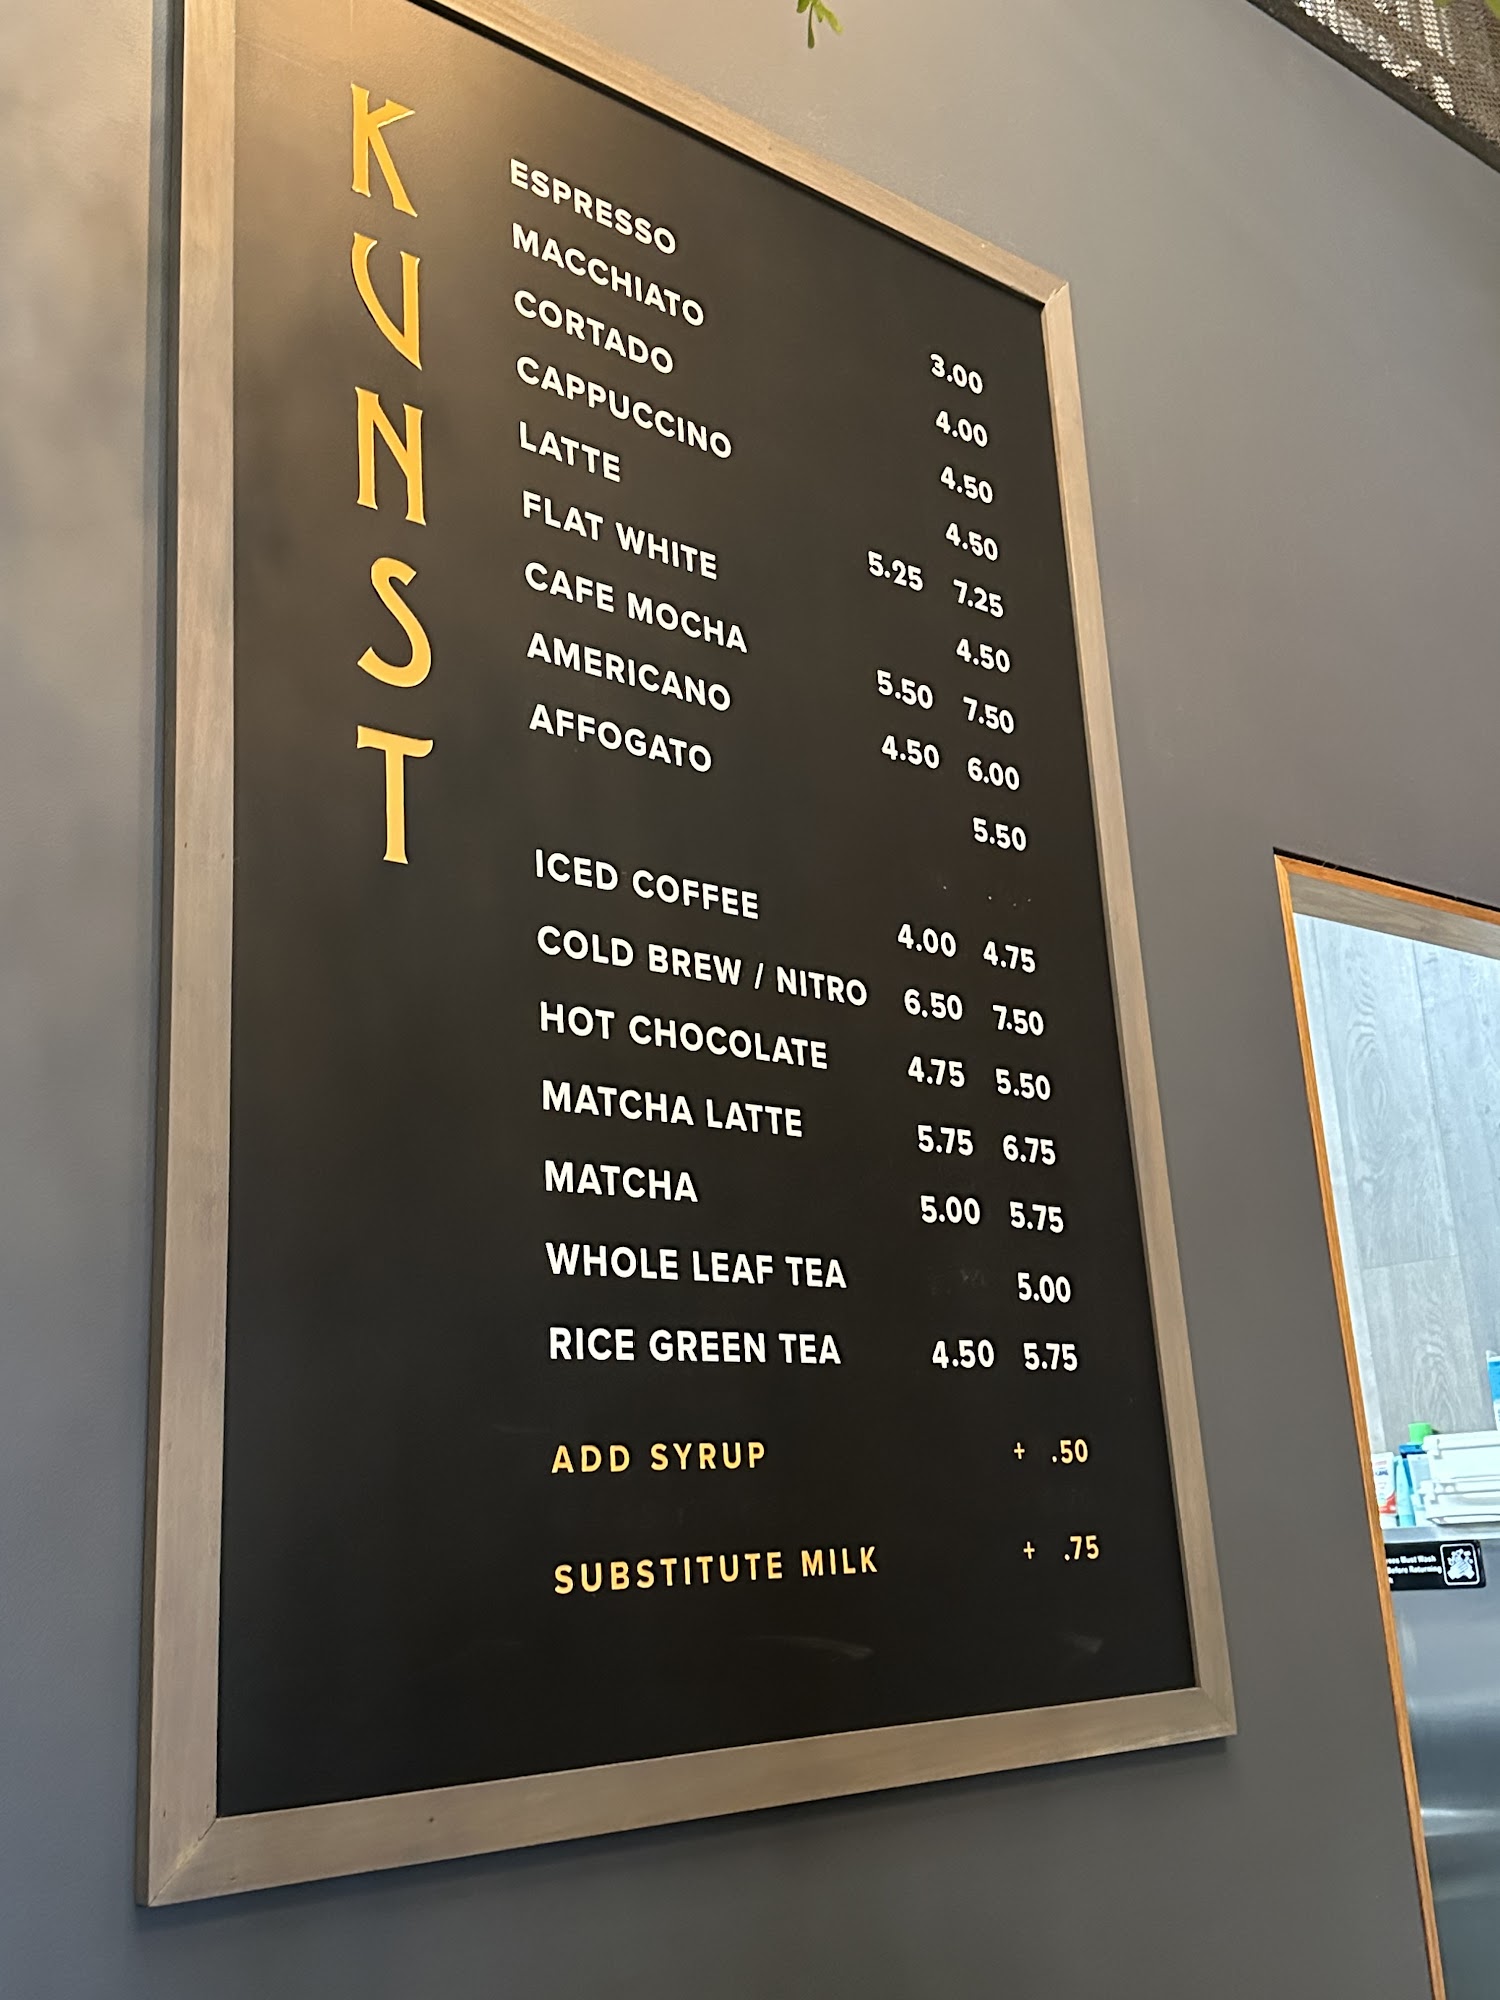 KUNST
ESPRESSO 3.00
MACCHIATO 4.00
CORTADO 4.50
CAPPUCCINO 4.50
LATTE 5.25 7.25
FLAT WHITE 4.50
CAFE MOCHA 5.50 7.50
AMERICANO 4.50 6.00
AFFOGATO 5.50
ICED COFFEE 4.00 4.75
COLD BREW / NITRO 6.50 7.50
HOT CHOCOLATE 4.75 5.50
MATCHA LATTE 5.75 6.75
MATCHA 5.00 5.75
WHOLE LEAF TEA 5.00
RICE GREEN TEA 4.50 5.75
ADD SYRUP + .50
SUBSTITUTE MILK + .75
Must Wash
Before Returning